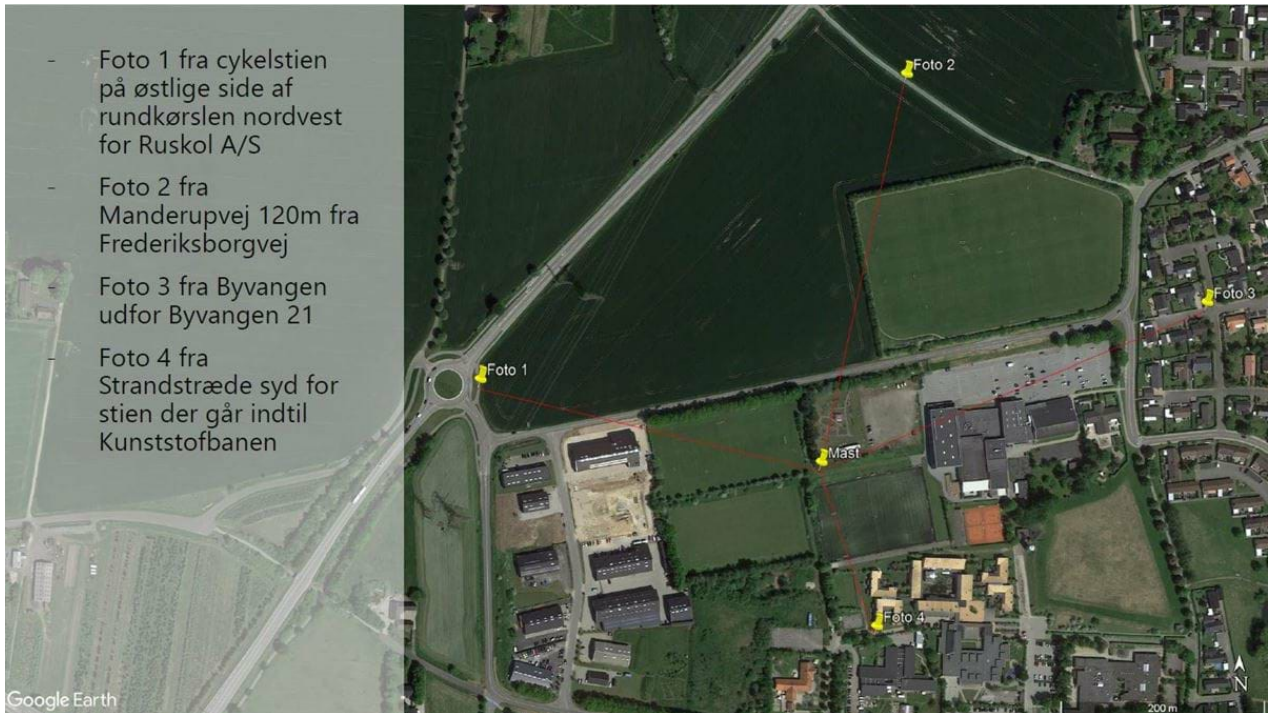 - Foto 1 fra cykelstien
på østlige side af
rundkørslen nordvest
for Ruskol A/S
- Foto 2 fra
Manderupvej 120m fra
Frederiksborgvej
- Foto 3 fra Byvangen
udfor Byvangen 21
- Foto 4 fra
Strandstræde syd for
stien der går indtil
Kunststofbanen
Foto 2
Foto 3
Foto 1
Mast
Foto 4
N
200 m
Google Earth